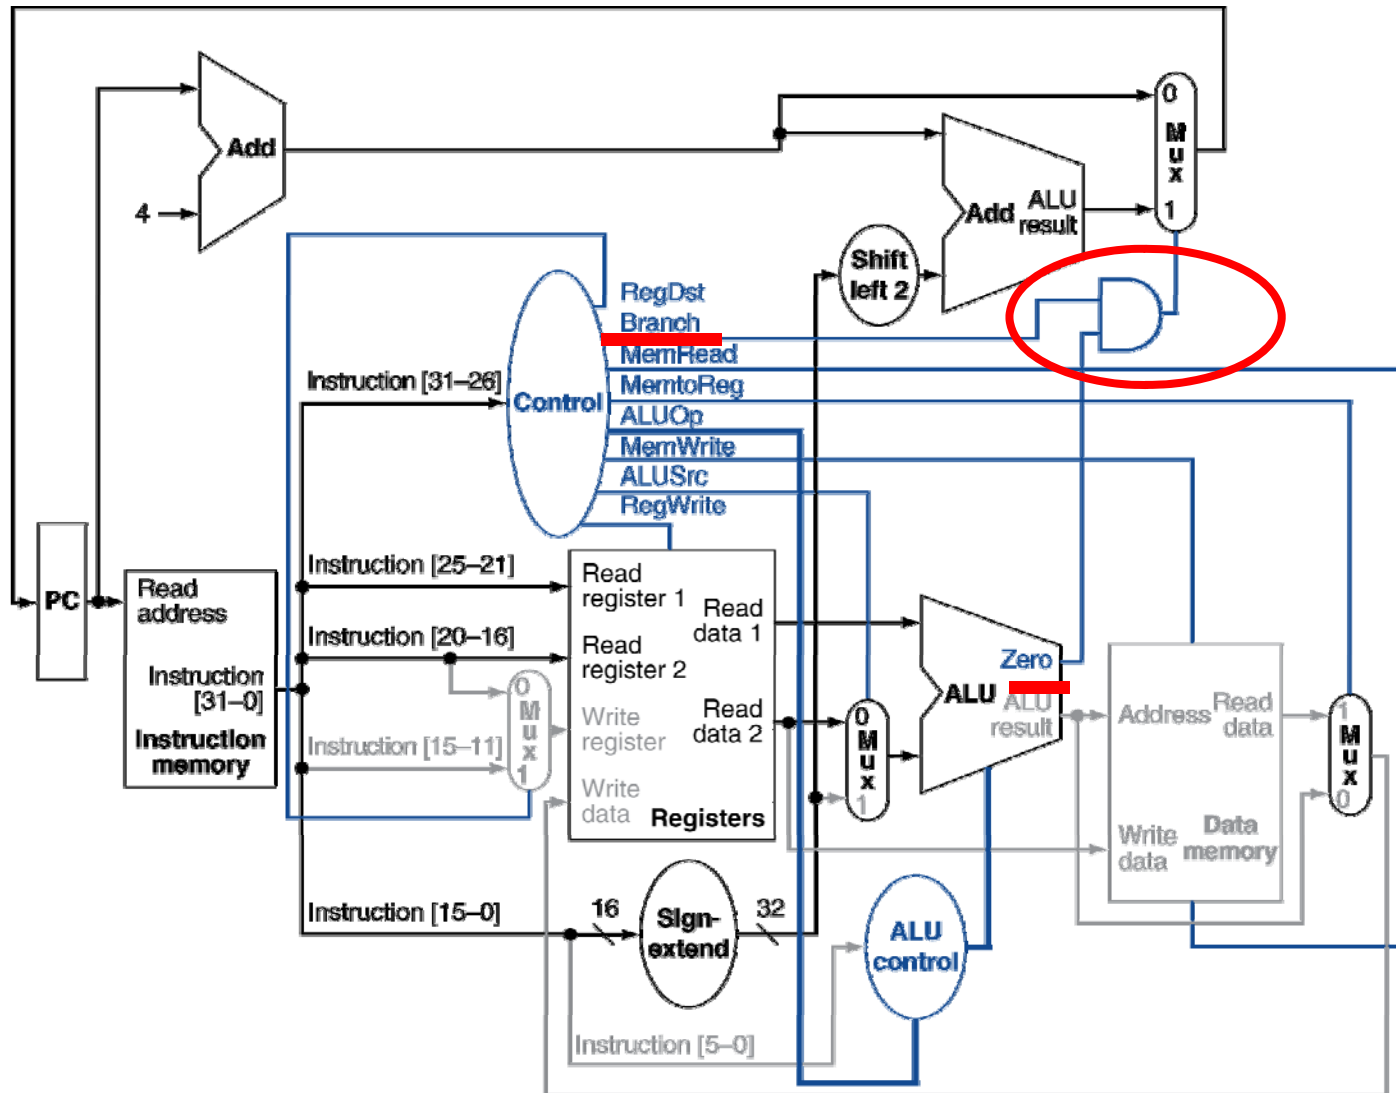 Add
4
0
Mux
1
Add
ALU
result
Shift
left 2
RegDst
Branch
MemRead
MemtoReg
ALUOp
MemWrite
ALUSrc
RegWrite
Instruction [31–26]
Control
PC
Read
address
Instruction
[31–0]
Instruction
memory
Instruction [25–21]
Instruction [20–16]
Instruction [15–11]
0
Mux
1
Read
register 1
Read
register 2
Write
register
Write
data
Read
data 1
Read
data 2
Registers
0
Mux
1
Zero
ALU
ALU
result
Address
Read
data
Write
data
Data
memory
1
Mux
0
Instruction [15–0]
16
Sign-
extend
32
ALU
control
Instruction [5–0]